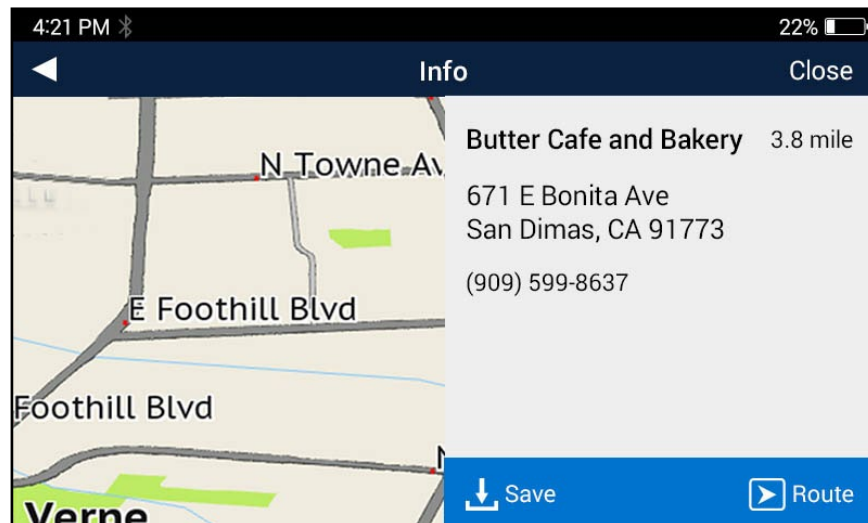 4:21 PM 22%
Info Close
N Towne Av
E Foothill Blvd
Foothill Blvd
Verne
Butter Cafe and Bakery 3.8 mile
671 E Bonita Ave
San Dimas, CA 91773
(909) 599-8637
Save Route